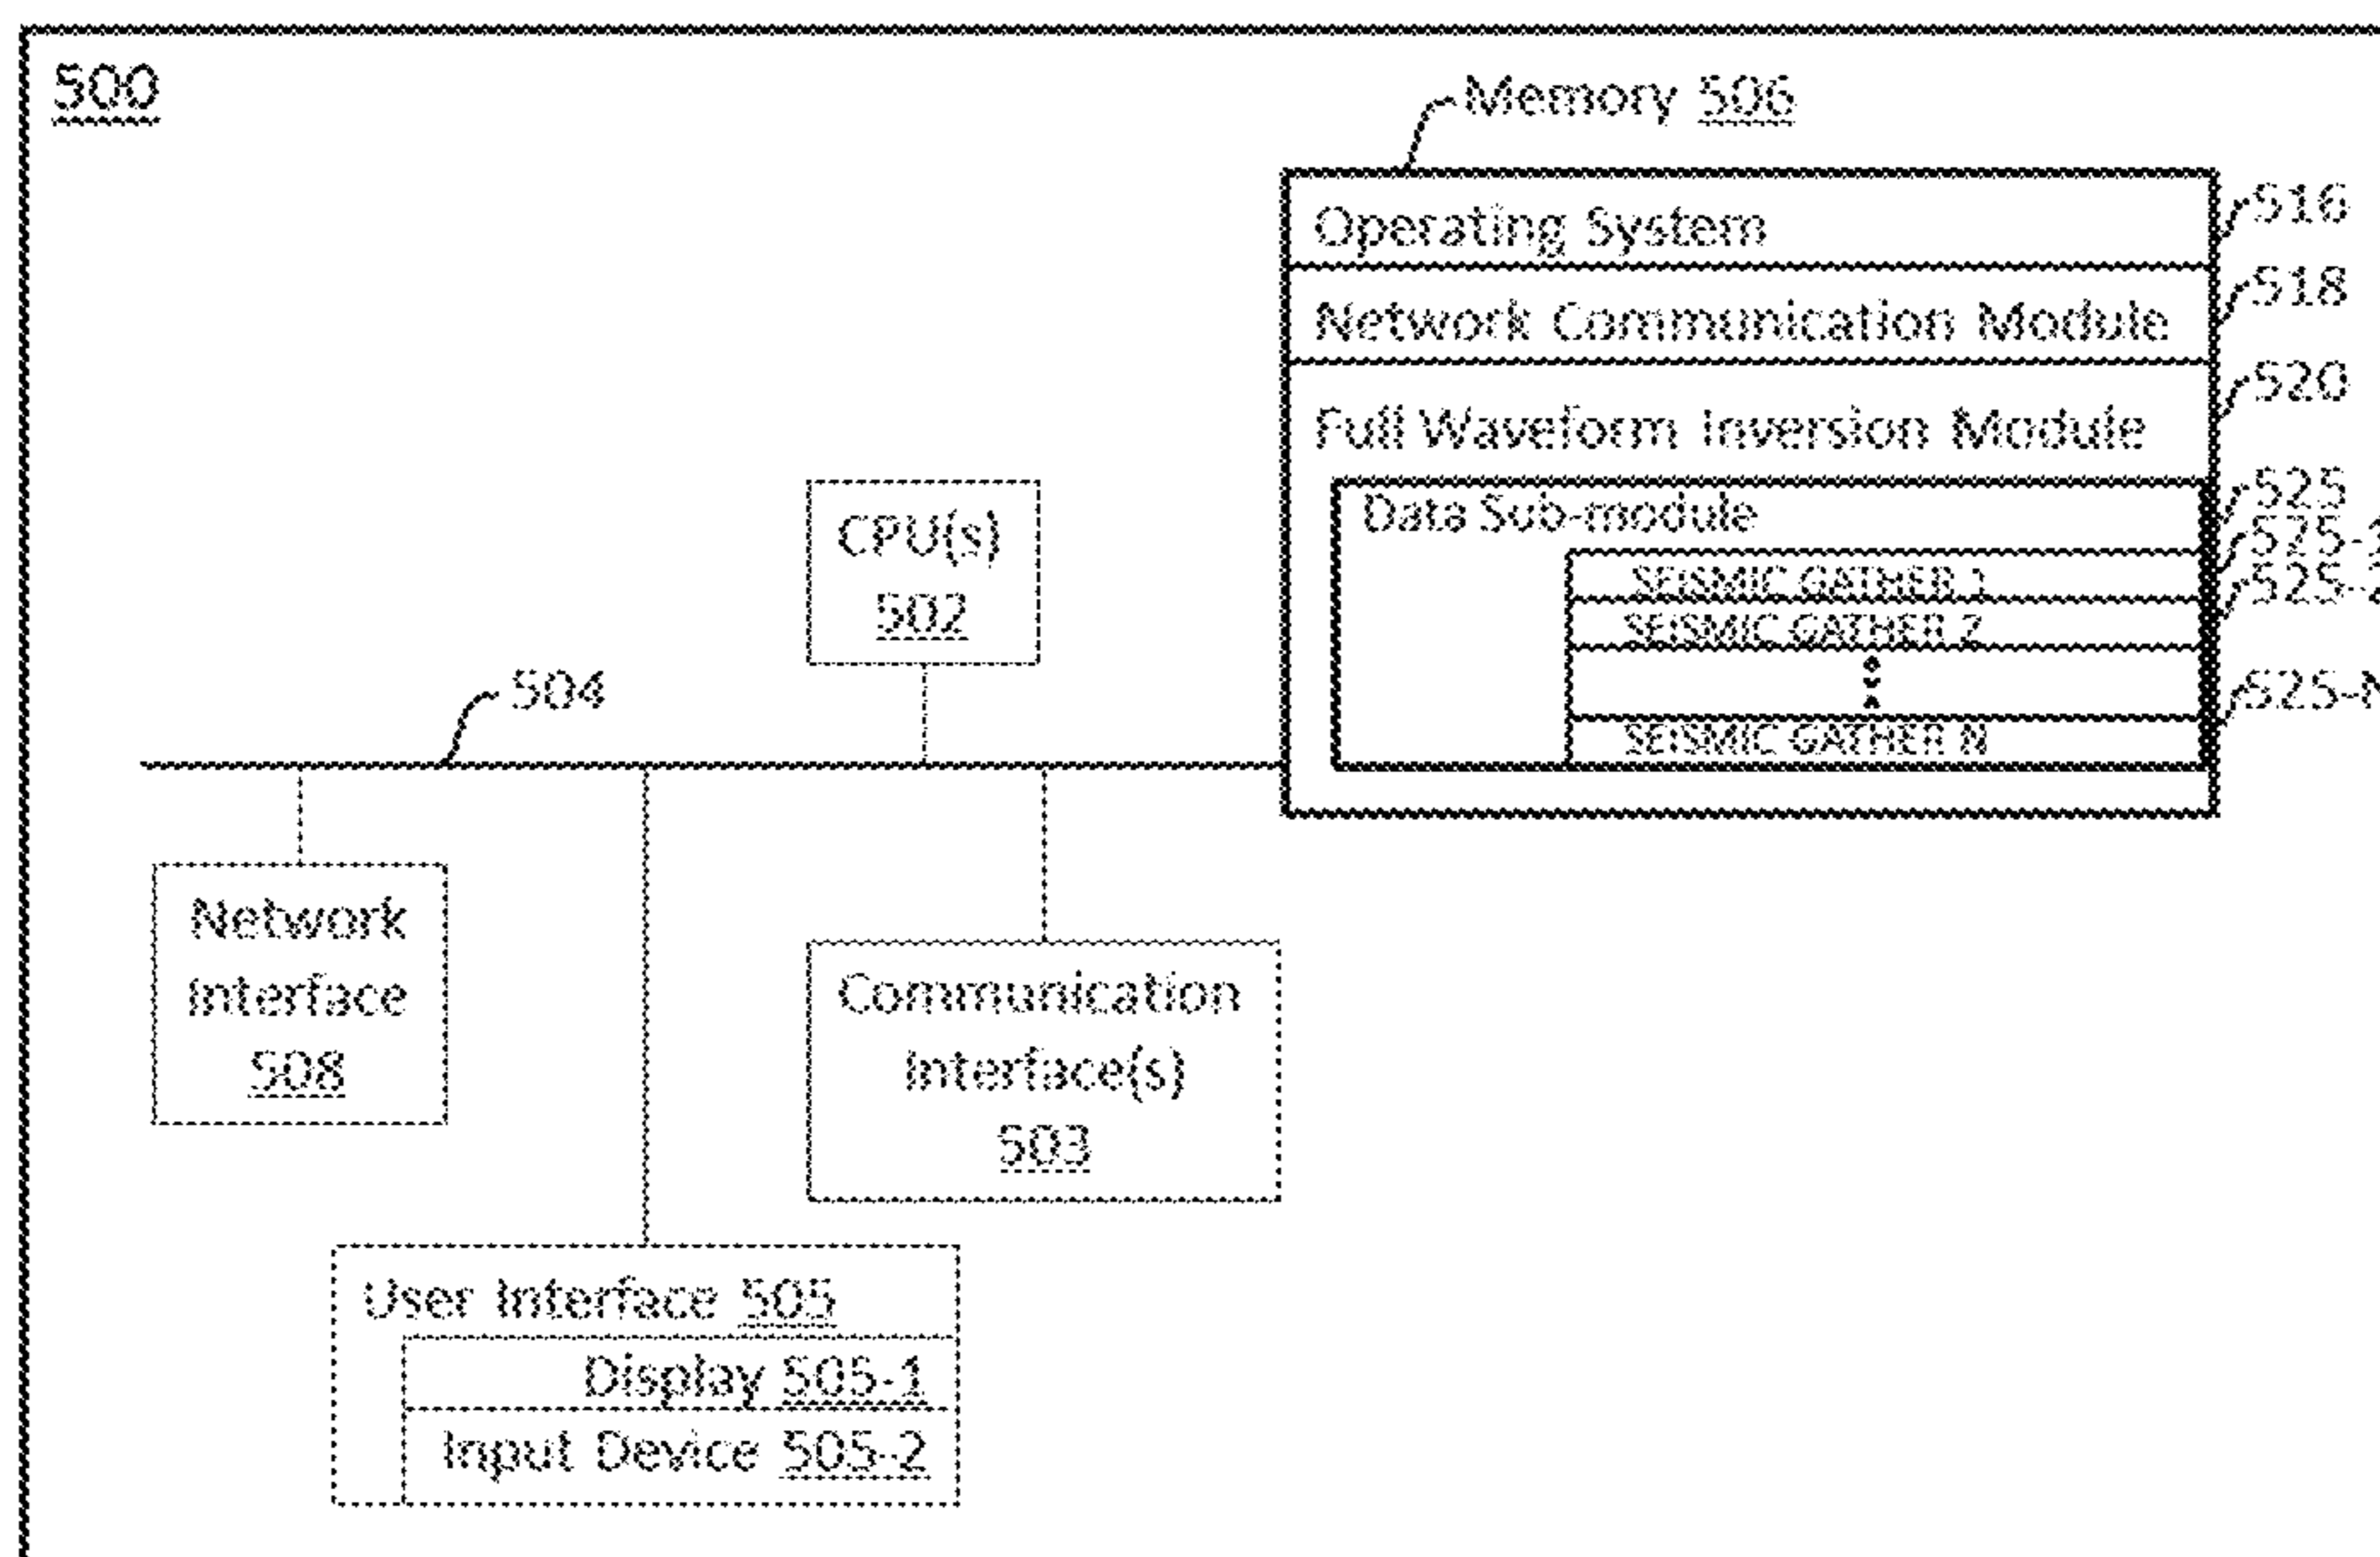 500
Memory 506
Operating System
516
Network Communication Module
518
Full Waveform Inversion Module
520
Data Sub-module
525
SEISMIC GATHER 1
SEISMIC GATHER 2
SEISMIC GATHER N
CPU(s)
502
504
Network
Interface
508
Communication
Interface(s)
503
User Interface 505
Display 505-1
Input Device 505-2